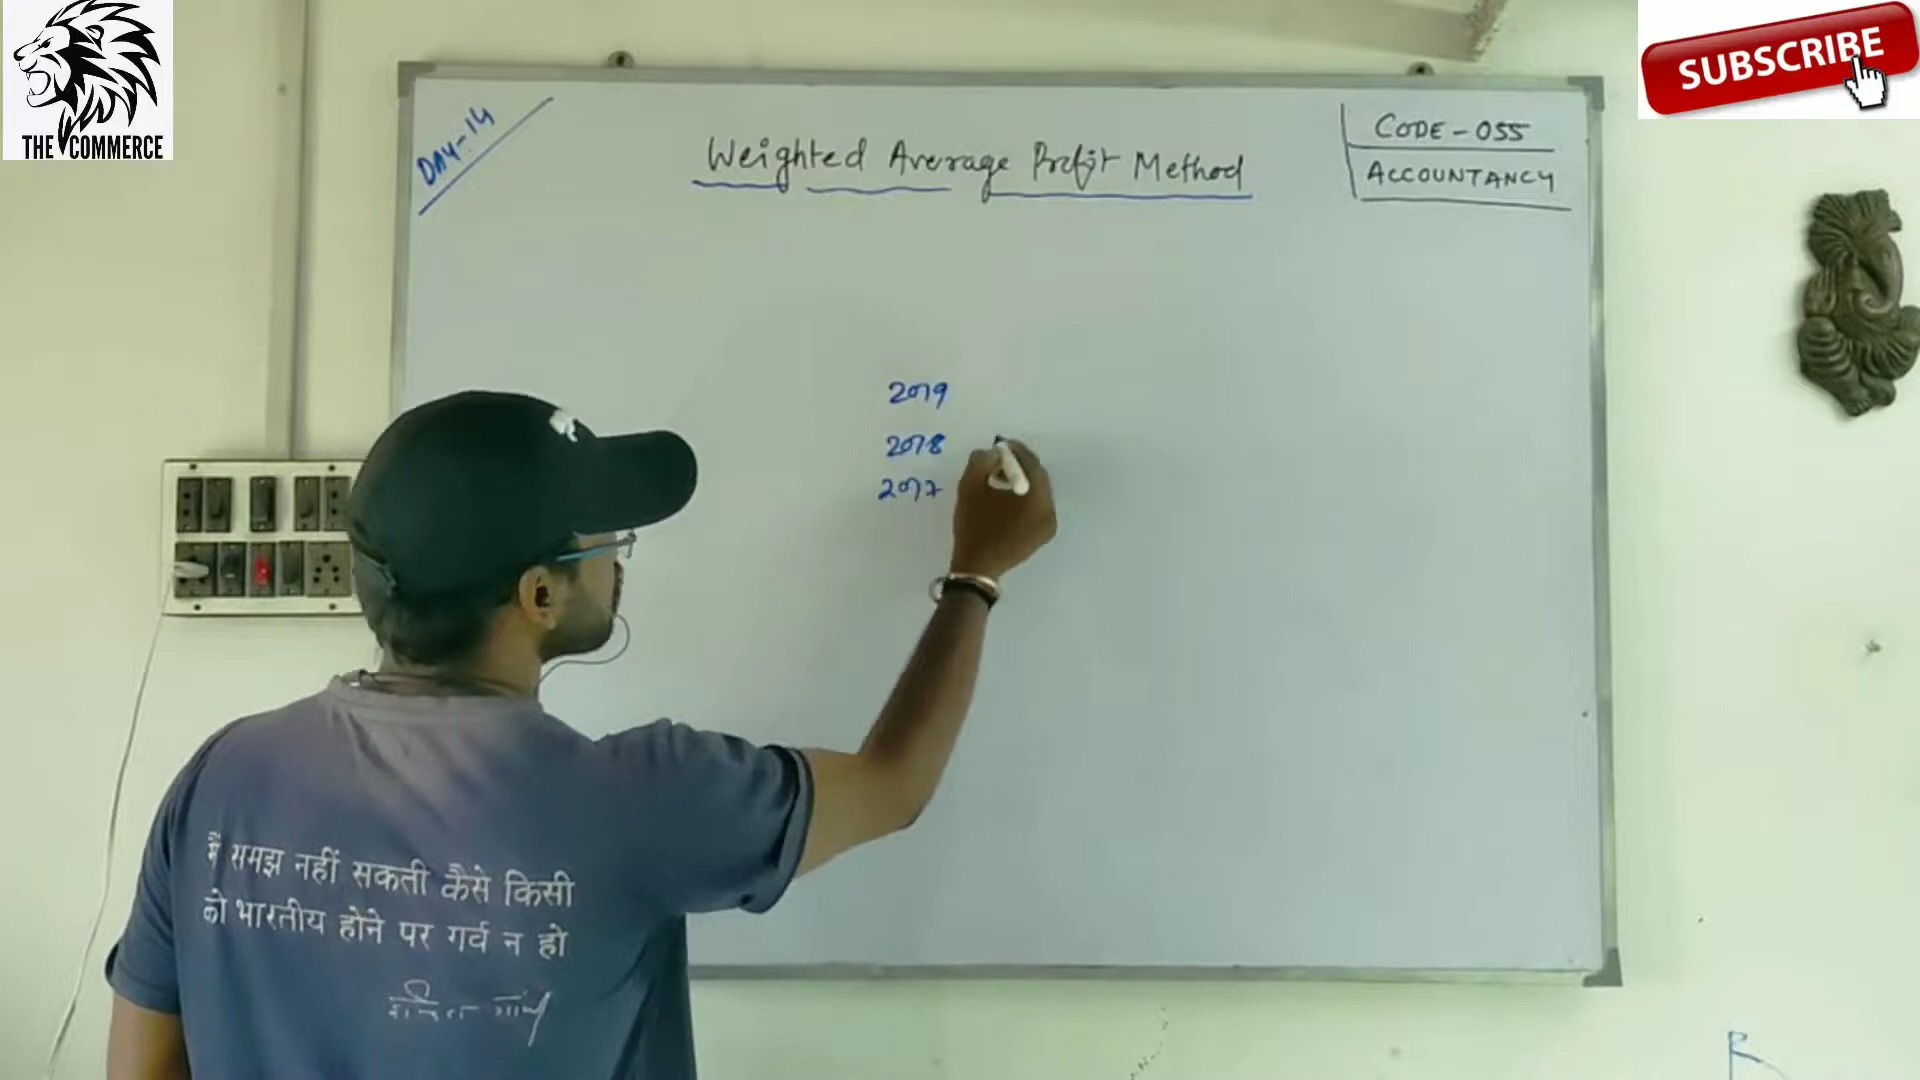 THE COMMERCE
SUBSCRIBE
DAY-14
Weighted Average Profit Method
CODE-055
ACCOUNTANCY
2019
2018
2017
मैं समझ नहीं सकती कैसे किसी
को भारतीय होने पर गर्व न हो